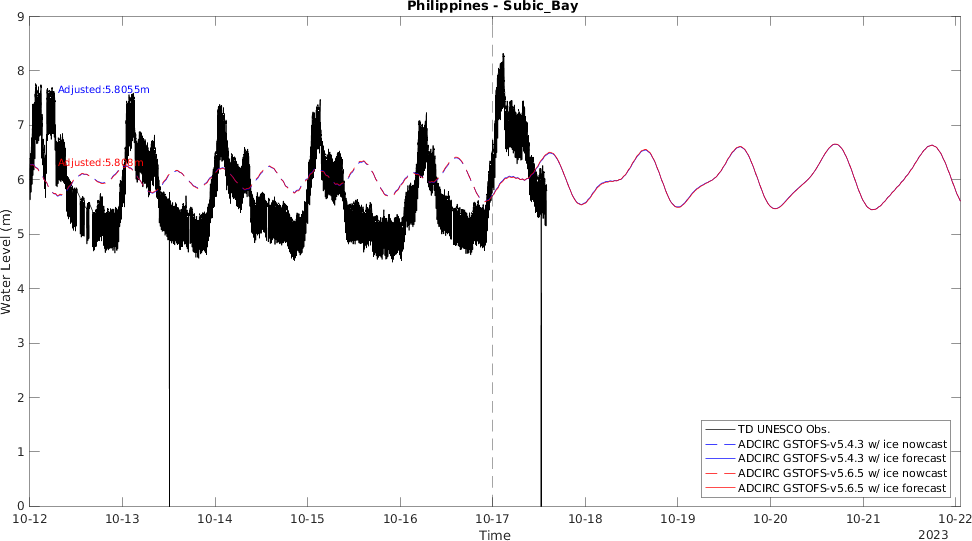 Philippines - Subic_Bay
Water Level (m)
9
8
7
6
5
4
3
2
1
0
Adjusted:5.8055m
Adjusted:5.808m
TD UNESCO Obs.
ADCIRC GSTOFS-v5.4.3 w/ ice nowcast
ADCIRC GSTOFS-v5.4.3 w/ ice forecast
ADCIRC GSTOFS-v5.6.5 w/ ice nowcast
ADCIRC GSTOFS-v5.6.5 w/ ice forecast
10-12 10-13 10-14 10-15 10-16 10-17 10-18 10-19 10-20 10-21 10-22
Time
2023